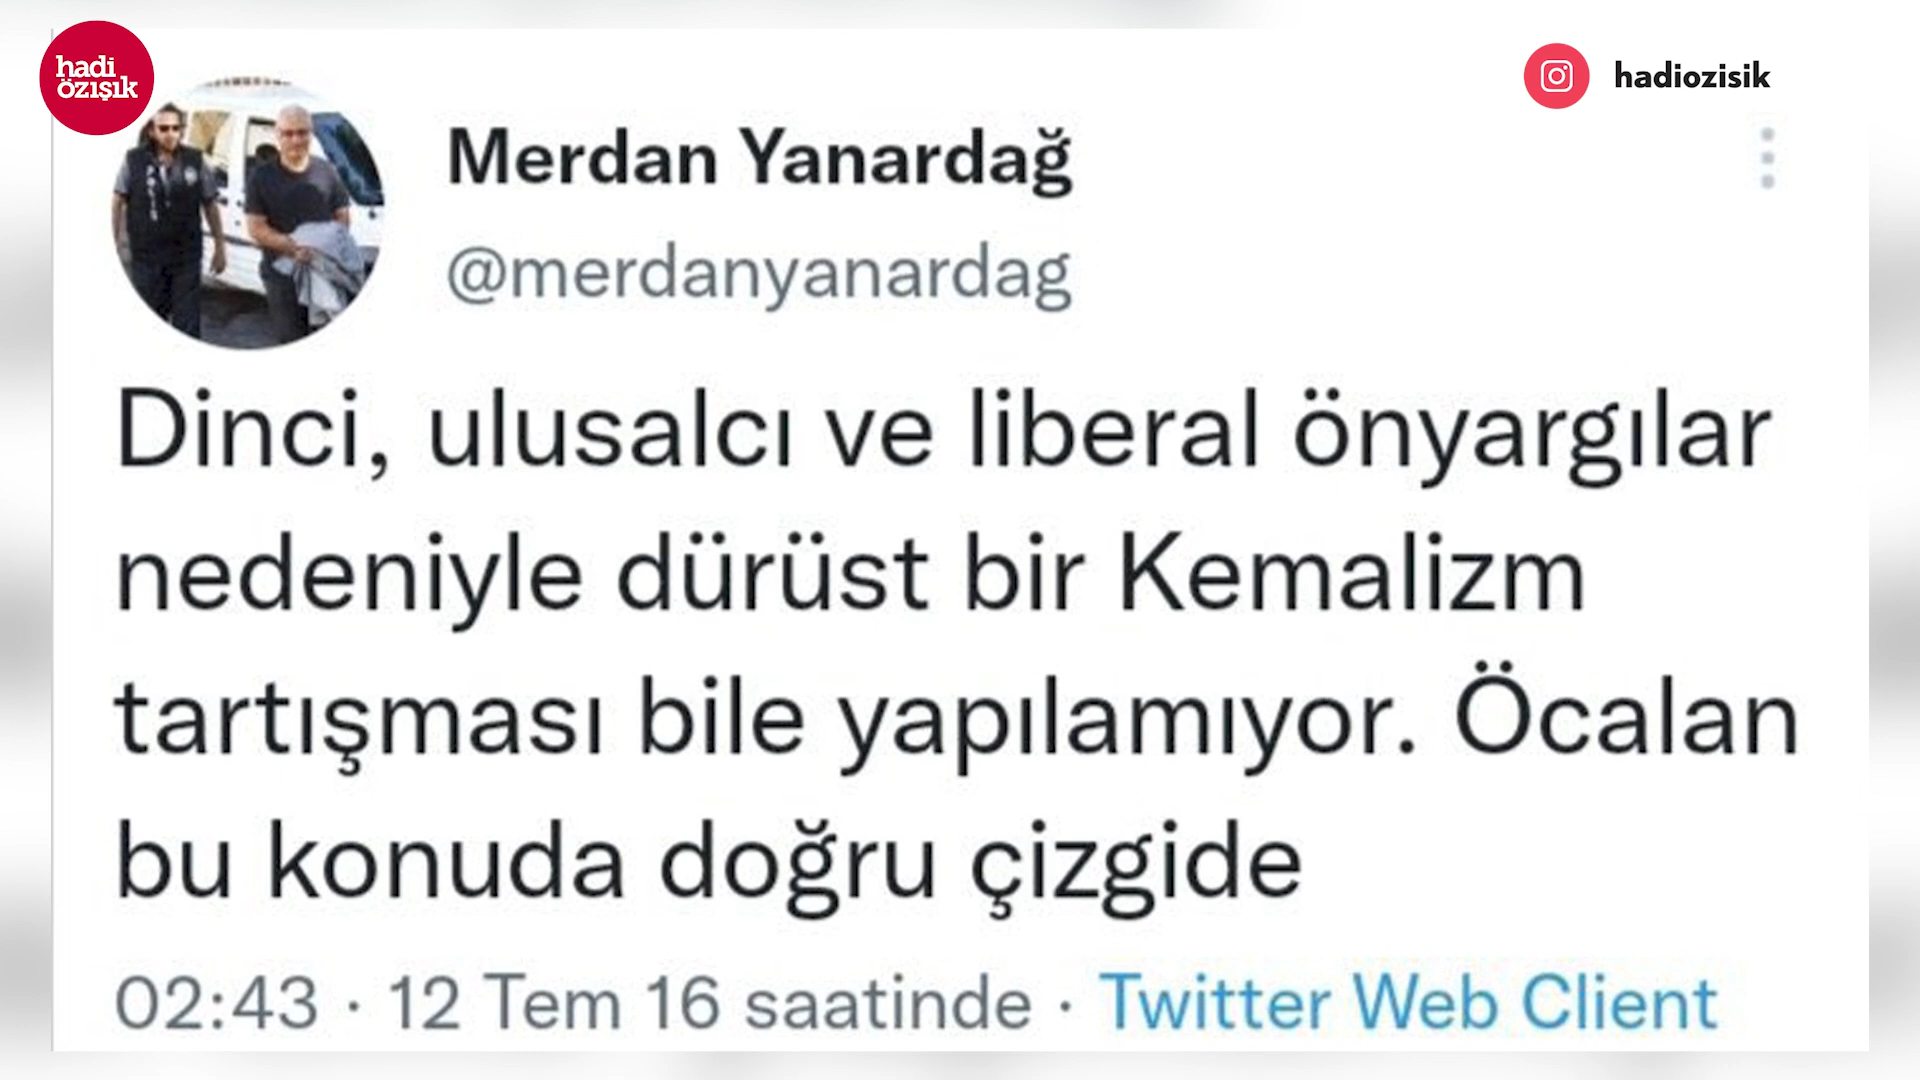 hadi
özışık
hadiozisik
Merdan Yanardağ
@merdanyanardag
Dinci, ulusalcı ve liberal önyargılar
nedeniyle dürüst bir Kemalizm
tartışması bile yapılamıyor. Öcalan
bu konuda doğru çizgide
02:43 · 12 Tem 16 saatinde · Twitter Web Client